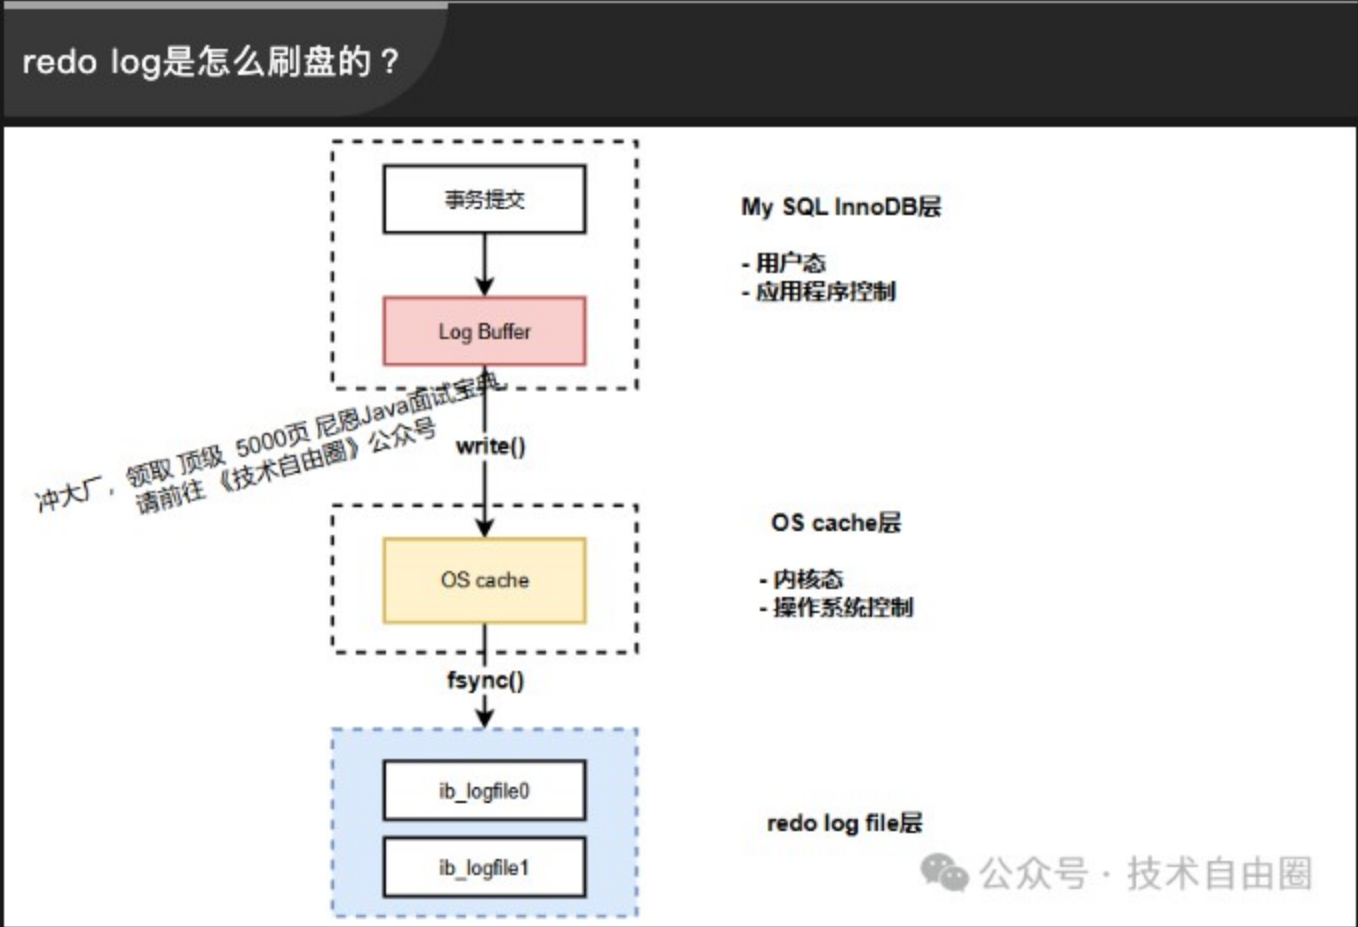 redo log是怎么刷盘的？
事务提交
My SQL InnoDB层
- 用户态
- 应用程序控制
Log Buffer
冲大厂，领取 顶级 5000页 尼恩Java面试宝典，
请前往 《技术自由圈》公众号
write()
OS cache层
OS cache
- 内核态
- 操作系统控制
fsync()
ib_logfile0
redo log file层
ib_logfile1
公众号 · 技术自由圈